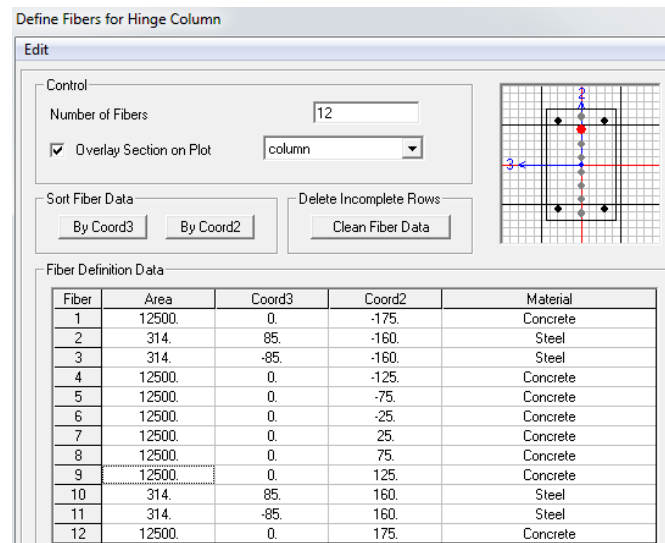 Define Fibers for Hinge Column
Edit
Control
Number of Fibers 12
Overlay Section on Plot column
2
3
Sort Fiber Data
By Coord3 By Coord2
Delete Incomplete Rows
Clean Fiber Data
Fiber Definition Data
Fiber Area Coord3 Coord2 Material
1 12500. 0. -175. Concrete
2 314. 85. -160. Steel
3 314. -85. -160. Steel
4 12500. 0. -125. Concrete
5 12500. 0. -75. Concrete
6 12500. 0. -25. Concrete
7 12500. 0. 25. Concrete
8 12500. 0. 75. Concrete
9 12500. 0. 125. Concrete
10 314. 85. 160. Steel
11 314. -85. 160. Steel
12 12500. 0. 175. Concrete